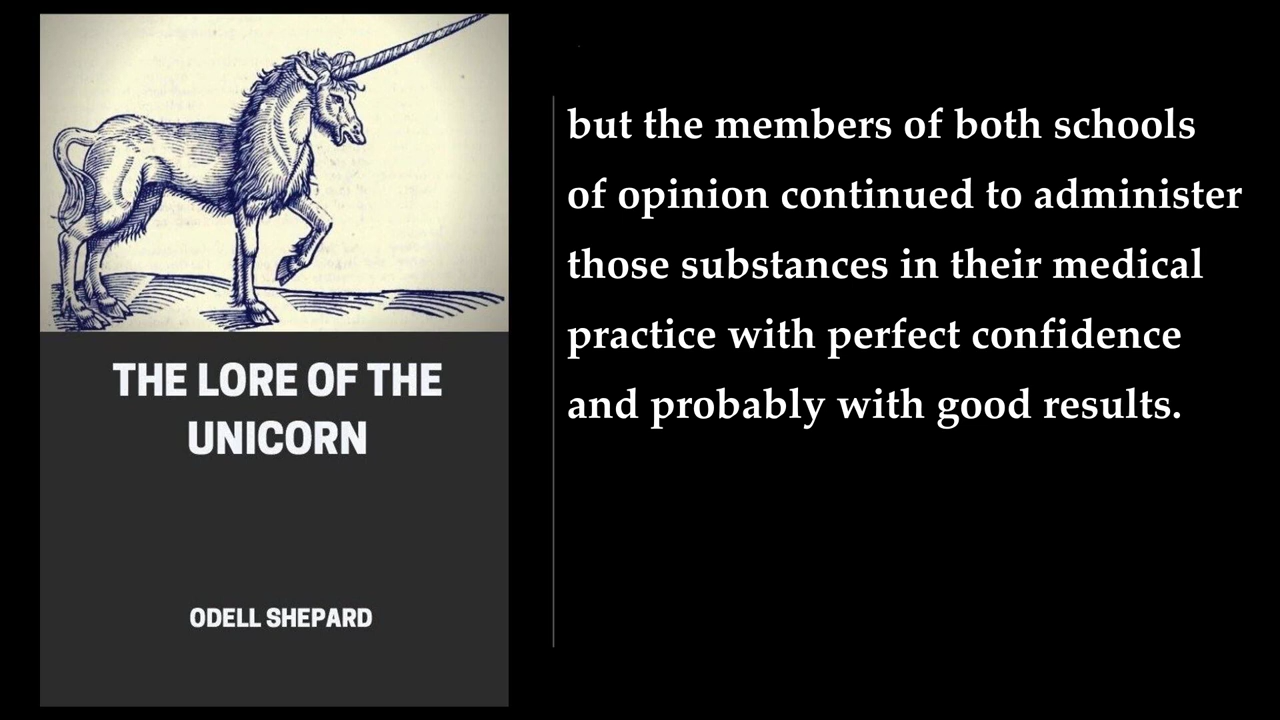 THE LORE OF THE
UNICORN
ODELL SHEPARD
but the members of both schools
of opinion continued to administer
those substances in their medical
practice with perfect confidence
and probably with good results.